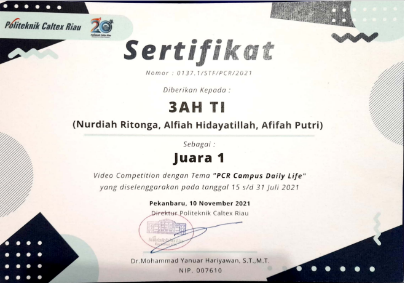 Politeknik Caltex Riau
Sertifikat
Nomor : 0137.1/STF/PCR/2021
Diberikan Kepada :
3AH TI
(Nurdiah Ritonga, Alfiah Hidayatillah, Afifah Putri)
Sebagai :
Juara 1
Video Competition dengan Tema "PCR Campus Daily Life"
yang diselenggarakan pada tanggal 15 s/d 31 Juli 2021
Pekanbaru, 10 November 2021
Direktur Politeknik Caltex Riau
Dr.Mohammad Yanuar Hariyawan, S.T.,M.T.
NIP. 007610